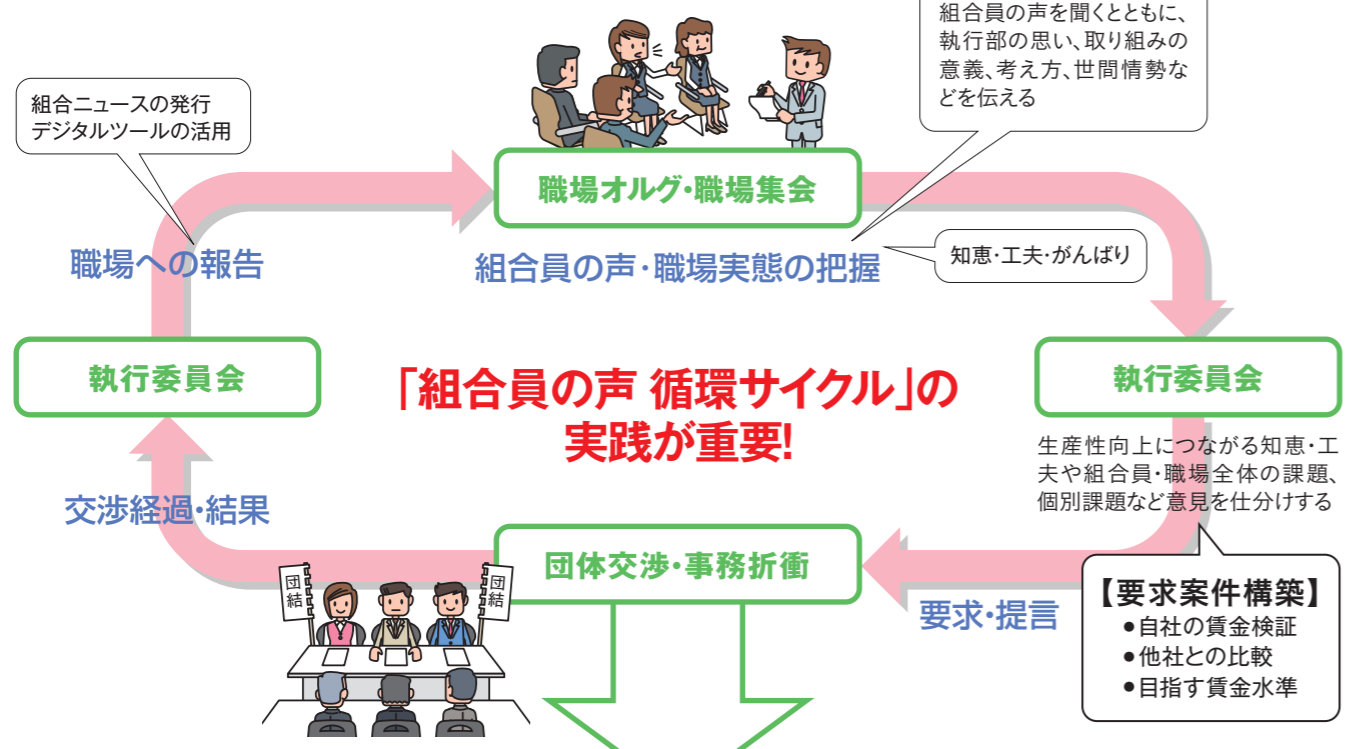 組合員の声を聞くとともに、
執行部の思い、取り組みの
意義、考え方、世間情勢な
どを伝える
組合ニュースの発行
デジタルツールの活用
職場オルグ・職場集会
職場への報告
組合員の声・職場実態の把握
知恵・工夫・がんばり
執行委員会
「組合員の声 循環サイクル」の
実践が重要!
執行委員会
生産性向上につながる知恵・工
夫や組合員・職場全体の課題、
個別課題など意見を仕分けする
交渉経過・結果
団体交渉・事務折衝
要求・提言
【要求案件構築】
●自社の賃金検証
●他社との比較
●目指す賃金水準
団結
団結